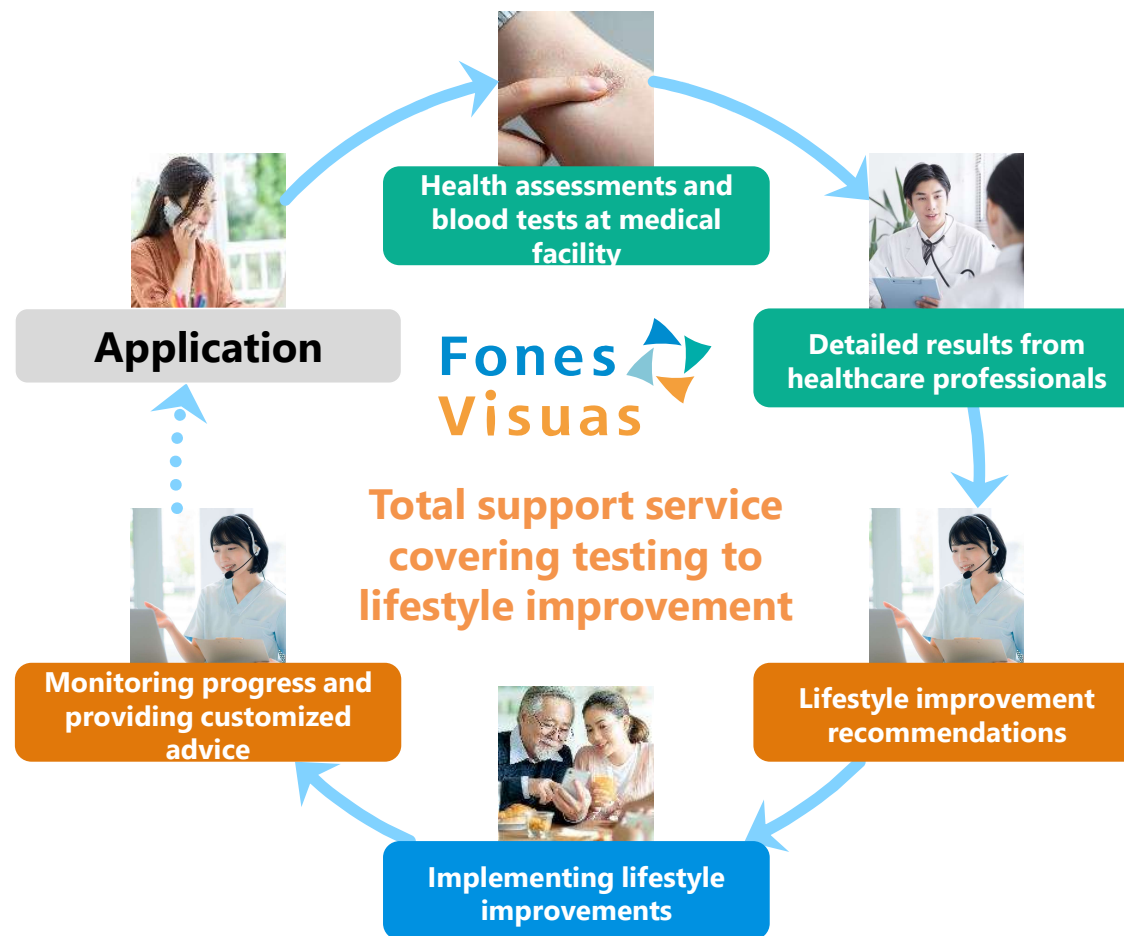 Health assessments and
blood tests at medical
facility
Application
Detailed results from
healthcare professionals
Fones
Visuas
Total support service
covering testing to
lifestyle improvement
Monitoring progress and
providing customized
advice
Lifestyle improvement
recommendations
Implementing lifestyle
improvements